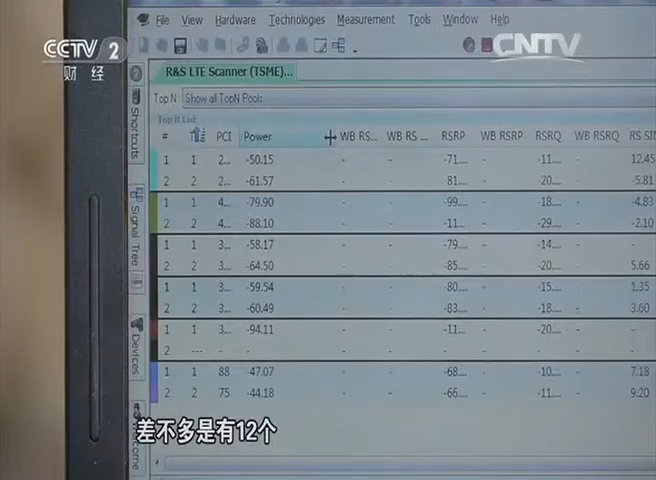 File View Hardware Technologies Measurement Tools Window Help
CCTV 2
财 经
CNTV
R&S LTE Scanner (TSME)...
Top N Show all TopN Pools
Top N List
# PCI Power WB RS... WB RS ... RSRP WB RSRP RSRQ WB RSRQ RS SIN
1 1 2... -50.15 - - -71.... - -11.... - 12.45
2 2 2... -61.57 - - 81.... - -20.... - -5.81
1 1 4... -79.90 - - -99.... - -18.... - -4.83
2 2 4... -88.10 - - -11.... - -29.... - -2.10
1 1 3... -58.17 - - -79.... - -14.... - -
2 2 3... -64.50 - - -85.... - -20.... - 5.66
1 1 3... -59.54 - - -80.... - -15.... - 1.35
2 2 3... -60.49 - - -83.... - -18.... - 3.60
1 1 3... -94.11 - - -11.... - -20.... - -
2 --- - - - - - - - - -
1 1 88 -47.07 - - -68.... - -10.... - 7.18
2 2 75 -44.18 - - -66.... - -11.... - 9.20
Shortcuts
Signal Tree
Devices
差不多是有12个